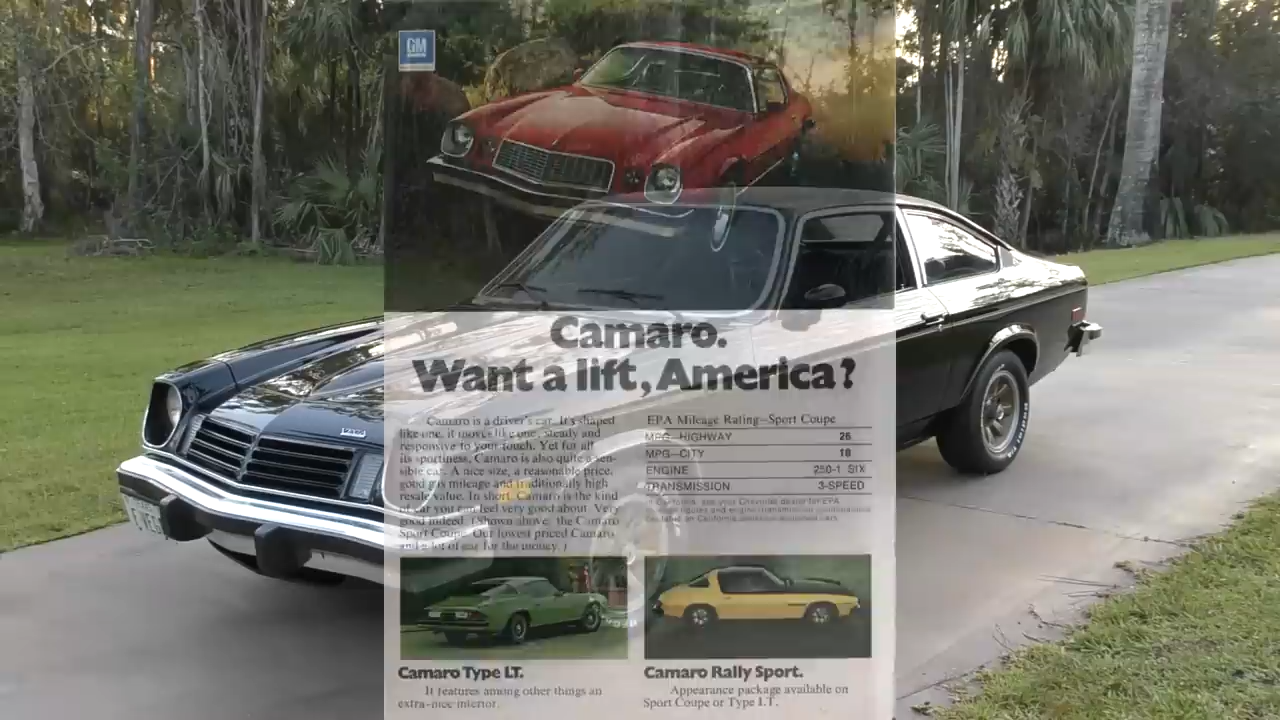 GM
Camaro.
Want a lift, America?
Camaro is a driver's car. It's shaped
like one, it moves like one, steady and
responsive to your touch. Yet for all
its sportiness, Camaro is also quite a sen-
sible car. A nice size, a reasonable price,
good gas mileage and traditionally high
resale value. In short, Camaro is the kind
of car you can feel very good about. Very
good indeed. (Shown above: the Camaro
Sport Coupe. Our lowest priced Camaro
and a lot of car for the money.)
EPA Mileage Rating—Sport Coupe
MPG—HIGHWAY 26
MPG—CITY 18
ENGINE 250-1 SIX
TRANSMISSION 3-SPEED
Camaro Type LT.
It features among other things an
extra-nice interior.
Camaro Rally Sport.
Appearance package available on
Sport Coupe or Type LT.